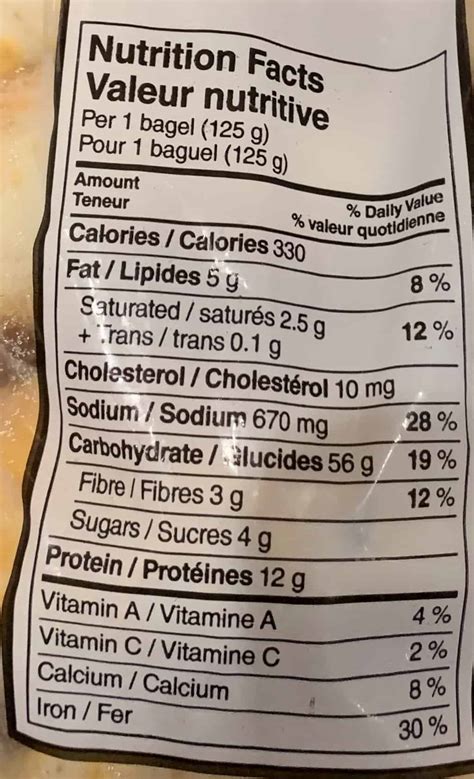 Nutrition Facts
Valeur nutritive
Per 1 bagel (125 g)
Pour 1 baguel (125 g)
Amount
Teneur
% Daily Value
% valeur quotidienne
Calories / Calories 330
Fat / Lipides 5 g 8 %
Saturated / saturés 2.5 g
+ Trans / trans 0.1 g 12 %
Cholesterol / Cholestérol 10 mg
Sodium / Sodium 670 mg 28 %
Carbohydrate / Glucides 56 g 19 %
Fibre / Fibres 3 g 12 %
Sugars / Sucres 4 g
Protein / Protéines 12 g
Vitamin A / Vitamine A 4 %
Vitamin C / Vitamine C 2 %
Calcium / Calcium 8 %
Iron / Fer 30 %